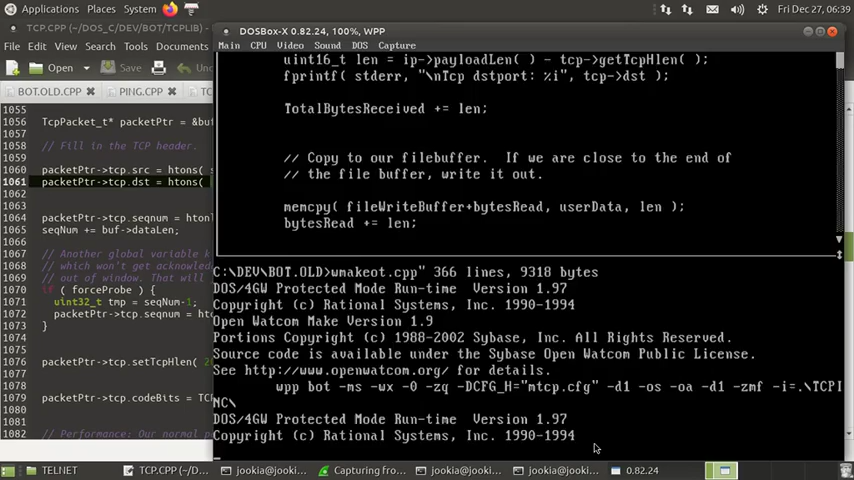 Applications Places System
Fri Dec 27, 06:39
TCP.CPP (~/DOS_C/DEV/BOT/TCPLIB)
File Edit View Search Tools Documents
Open Save Undo
BOT.OLD.CPP PING.CPP TC
1055
1056 TcpPacket_t* packetPtr = &bu
1058 // Fill in the TCP header.
1060 packetPtr->tcp.src = htons( s
1061 packetPtr->tcp.dst = htons(
1064 packetPtr->tcp.seqnum = htonl
1065 seqNum += buf->dataLen;
1067 // Another global variable k
1068 // which won't get acknowled
1069 // out of window. That will
1070 if ( forceProbe ) {
1071 uint32_t tmp = seqNum-1;
1072 packetPtr->tcp.seqnum = hto
1073 }
1076 packetPtr->tcp.setTcpHlen( 20
1079 packetPtr->tcp.codeBits = TC
1082 // Performance: Our normal p
DOSBox-X 0.82.24, 100%, WPP
Main CPU Video Sound DOS Capture
uint16_t len = ip->payloadLen( ) - tcp->getTcpHlen( );
fprintf( stderr, "\nTcp dstport: %i", tcp->dst );
TotalBytesReceived += len;
// Copy to our filebuffer. If we are close to the end of
// the file buffer, write it out.
memcpy( fileWriteBuffer+bytesRead, userData, len );
bytesRead += len;
C:\DEV\BOT.OLD>wmakeot.cpp" 366 lines, 9318 bytes
DOS/4GW Protected Mode Run-time Version 1.97
Copyright (c) Rational Systems, Inc. 1990-1994
Open Watcom Make Version 1.9
Portions Copyright (c) 1988-2002 Sybase, Inc. All Rights Reserved.
Source code is available under the Sybase Open Watcom Public License.
See http://www.openwatcom.org/ for details.
wpp bot -ms -wx -0 -zq -DCFG_H="mtcp.cfg" -d1 -os -oa -d1 -zmf -i=.\TCPI
NC\
DOS/4GW Protected Mode Run-time Version 1.97
Copyright (c) Rational Systems, Inc. 1990-1994
TELNET TCP.CPP (~/D... jookia@jooki... Capturing fro... jookia@jooki... jookia@jooki... 0.82.24